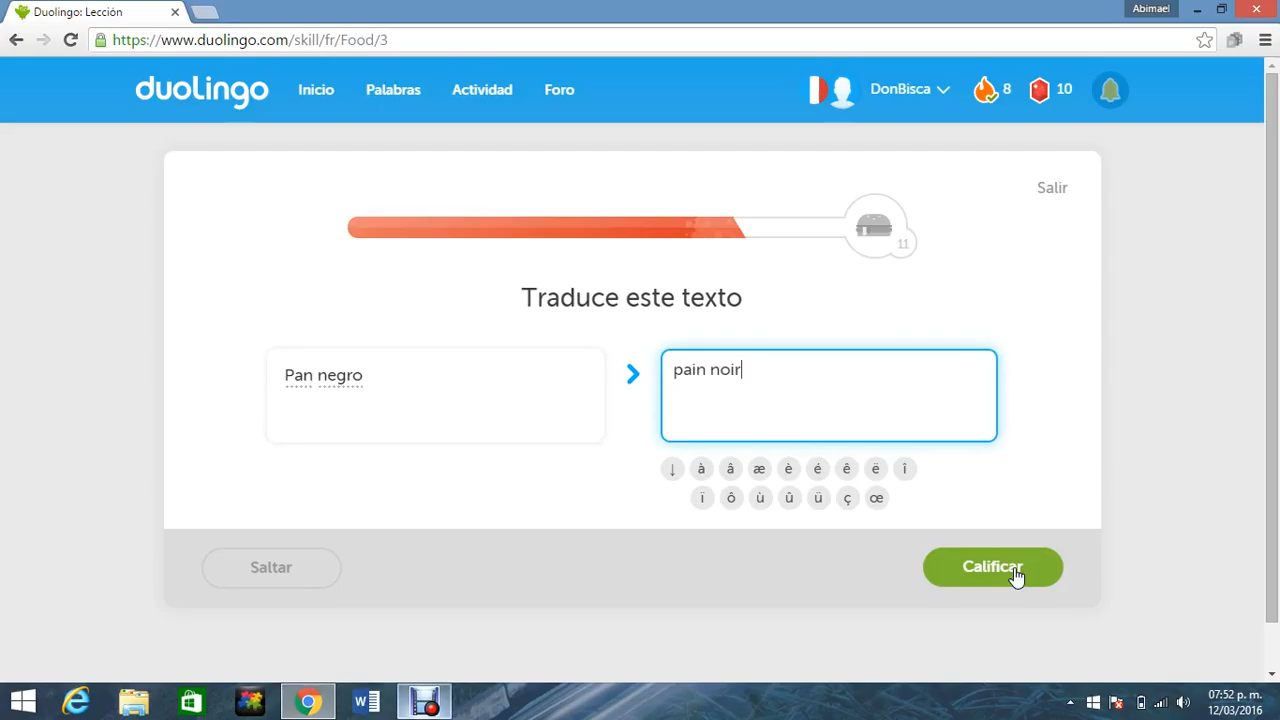 Duolingo: Lección
Abimael
https://www.duolingo.com/skill/fr/Food/3
duolingo Inicio Palabras Actividad Foro DonBisca 8 10
Salir
11
Traduce este texto
Pan negro
pain noir
↓ à â æ è é ê ë î
ï ô ù û ü ç œ
Saltar Calificar
07:52 p. m.
12/03/2016